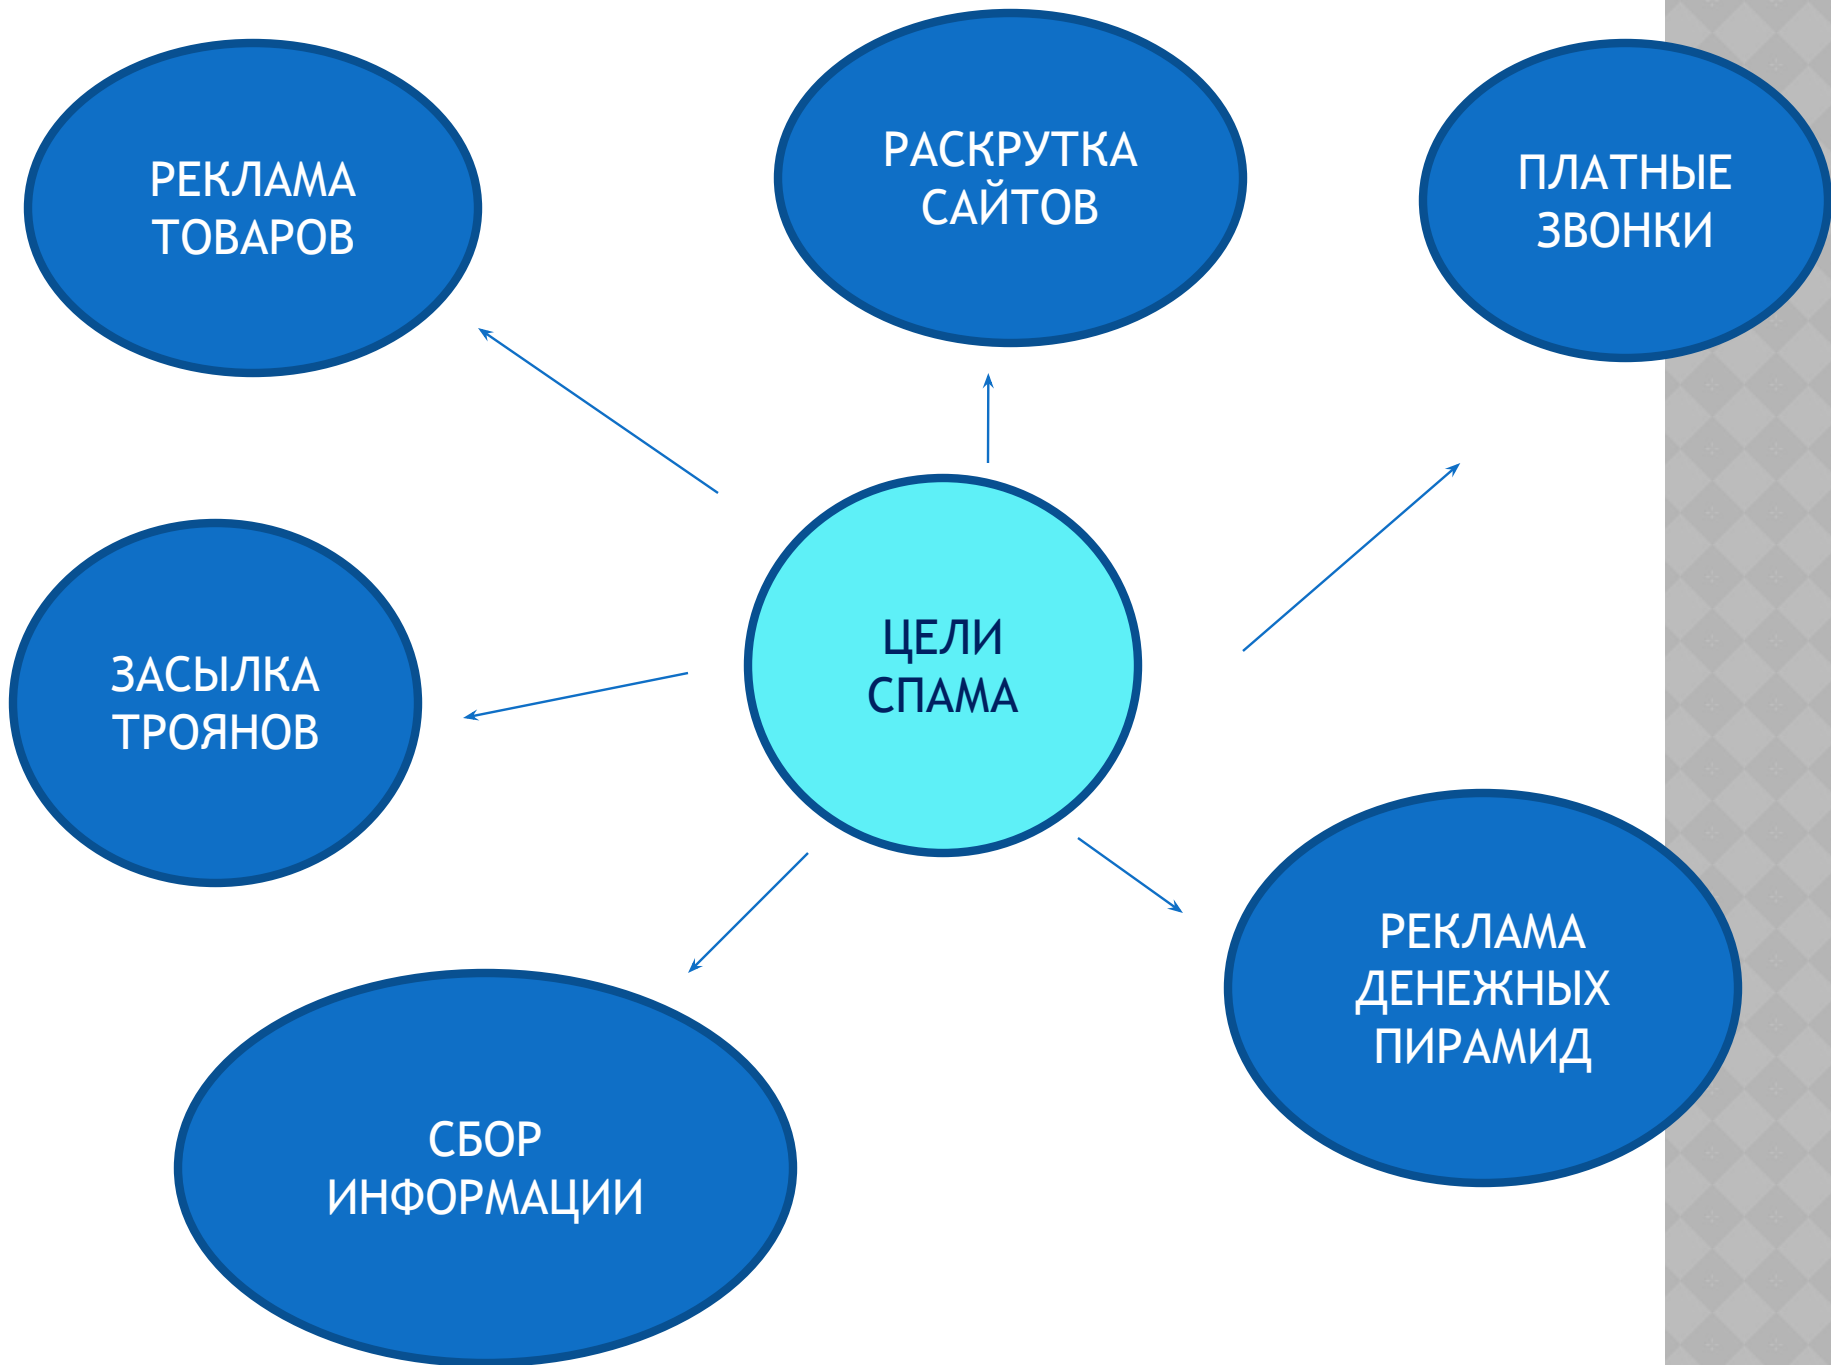 РЕКЛАМА
ТОВАРОВ
РАСКРУТКА
САЙТОВ
ПЛАТНЫЕ
ЗВОНКИ
ЦЕЛИ
СПАМА
ЗАСЫЛКА
ТРОЯНОВ
РЕКЛАМА
ДЕНЕЖНЫХ
ПИРАМИД
СБОР
ИНФОРМАЦИИ